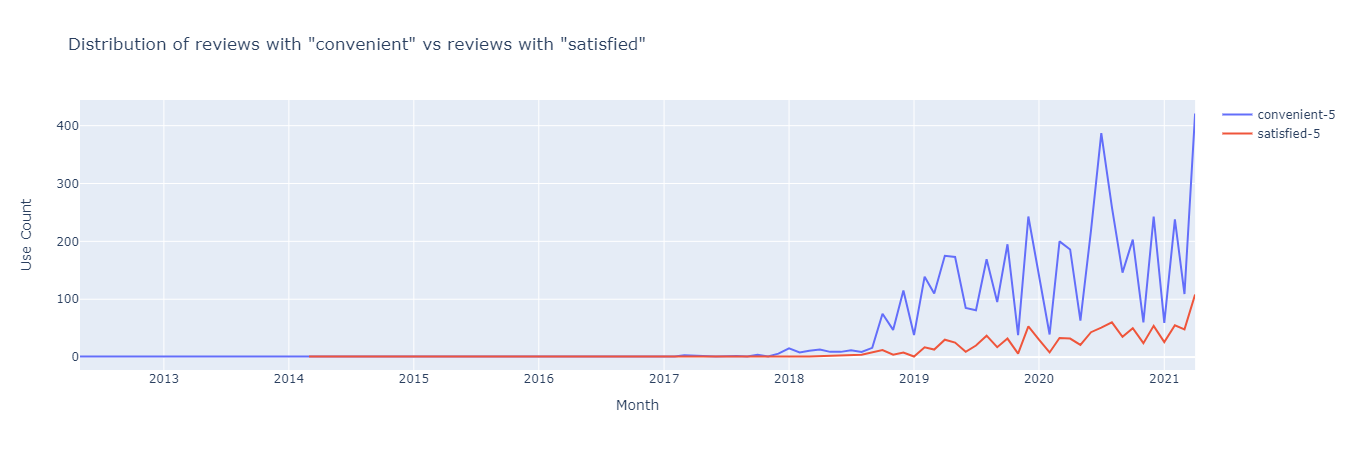 Distribution of reviews with "convenient" vs reviews with "satisfied"
convenient-5
satisfied-5
400
300
200
100
0
Use Count
2013 2014 2015 2016 2017 2018 2019 2020 2021
Month